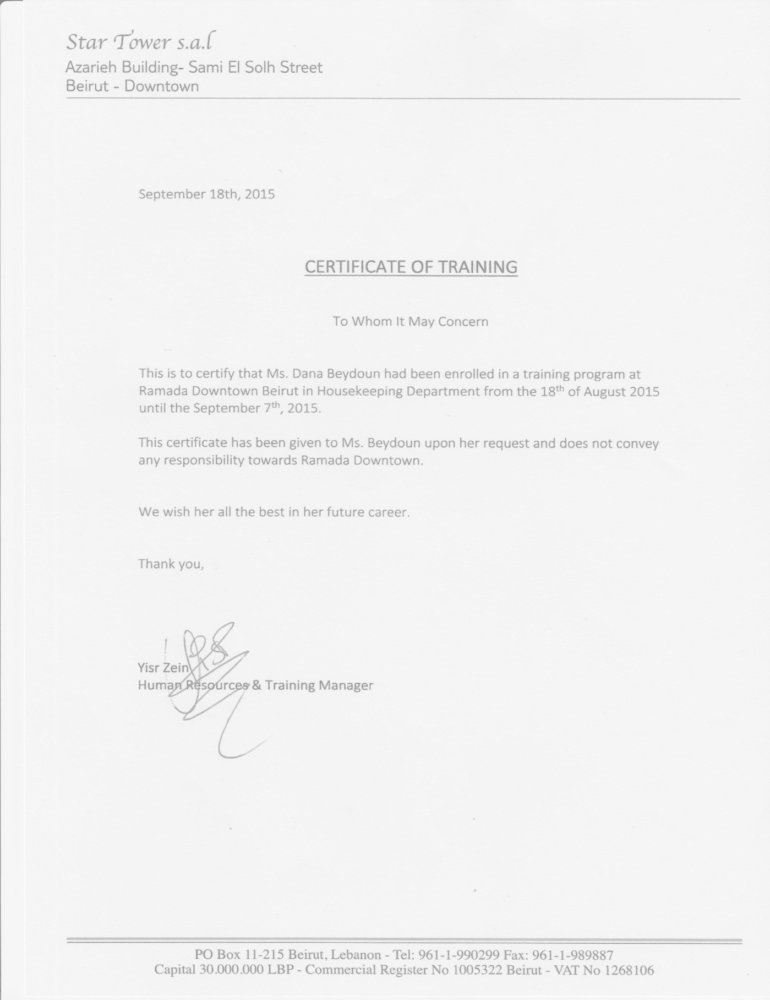 Star Tower s.a.l
Azarieh Building- Sami El Solh Street
Beirut - Downtown
September 18th, 2015
CERTIFICATE OF TRAINING
To Whom It May Concern
This is to certify that Ms. Dana Beydoun had been enrolled in a training program at
Ramada Downtown Beirut in Housekeeping Department from the 18th of August 2015
until the September 7th, 2015.
This certificate has been given to Ms. Beydoun upon her request and does not convey
any responsibility towards Ramada Downtown.
We wish her all the best in her future career.
Thank you,
Yisr Zein
Human Resources & Training Manager
PO Box 11-215 Beirut, Lebanon - Tel: 961-1-990299 Fax: 961-1-989887
Capital 30.000.000 LBP - Commercial Register No 1005322 Beirut - VAT No 1268106